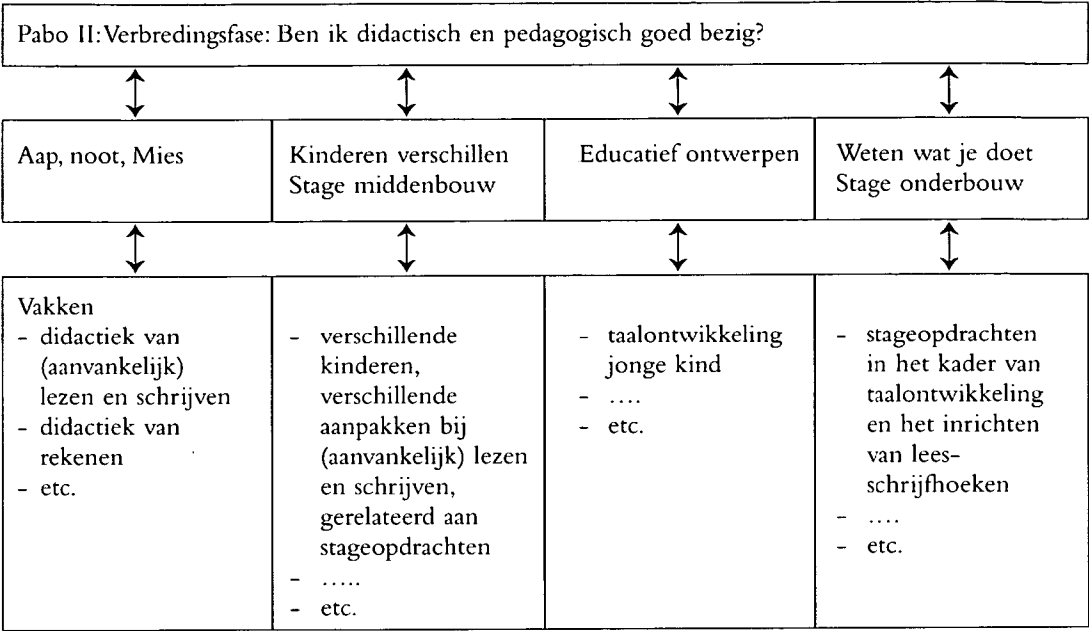 Pabo II: Verbredingsfase: Ben ik didactisch en pedagogisch goed bezig?
Aap, noot, Mies
Kinderen verschillen
Stage middenbouw
Educatief ontwerpen
Weten wat je doet
Stage onderbouw
Vakken
- didactiek van
(aanvankelijk)
lezen en schrijven
- didactiek van
rekenen
- etc.
- verschillende
kinderen,
verschillende
aanpakken bij
(aanvankelijk) lezen
en schrijven,
gerelateerd aan
stageopdrachten
- .....
- etc.
- taalontwikkeling
jonge kind
- ....
- etc.
- stageopdrachten
in het kader van
taalontwikkeling
en het inrichten
van lees-
schrijfhoeken
- ....
- etc.